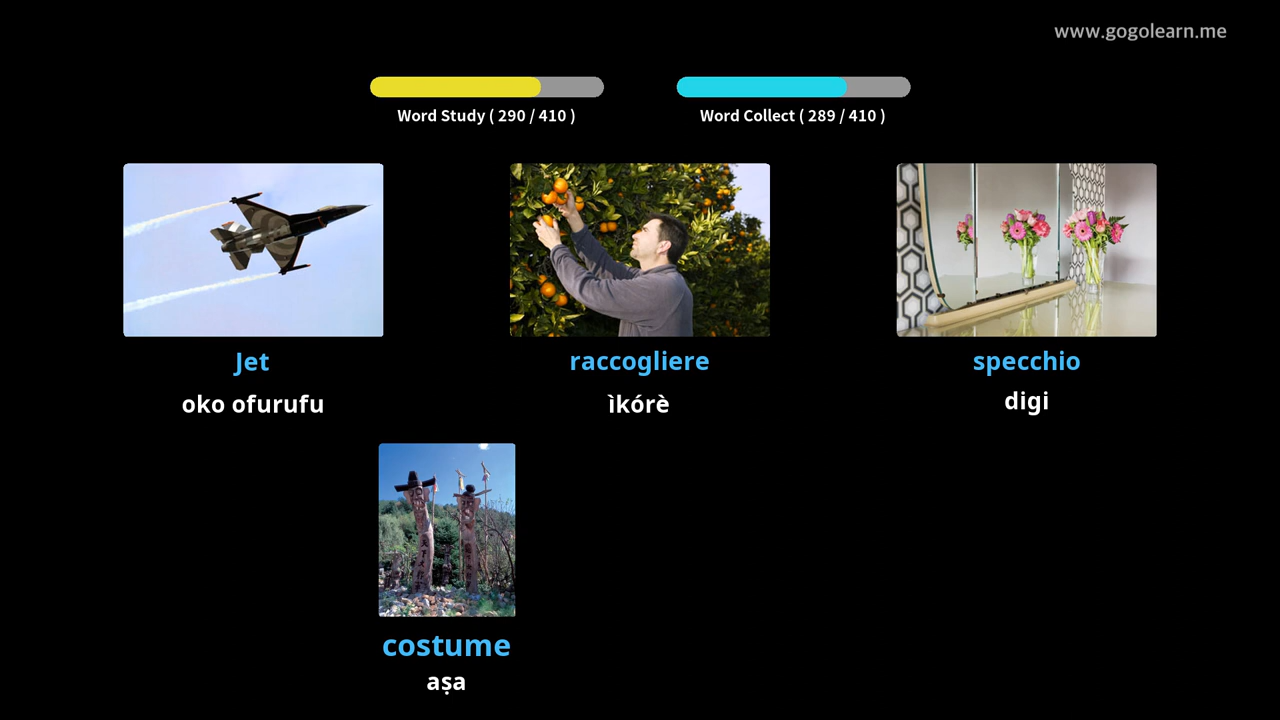 www.gogolearn.me
Word Study ( 290 / 410 )
Word Collect ( 289 / 410 )
Jet
raccogliere
specchio
oko ofurufu
ìkórè
digi
costume
aṣa